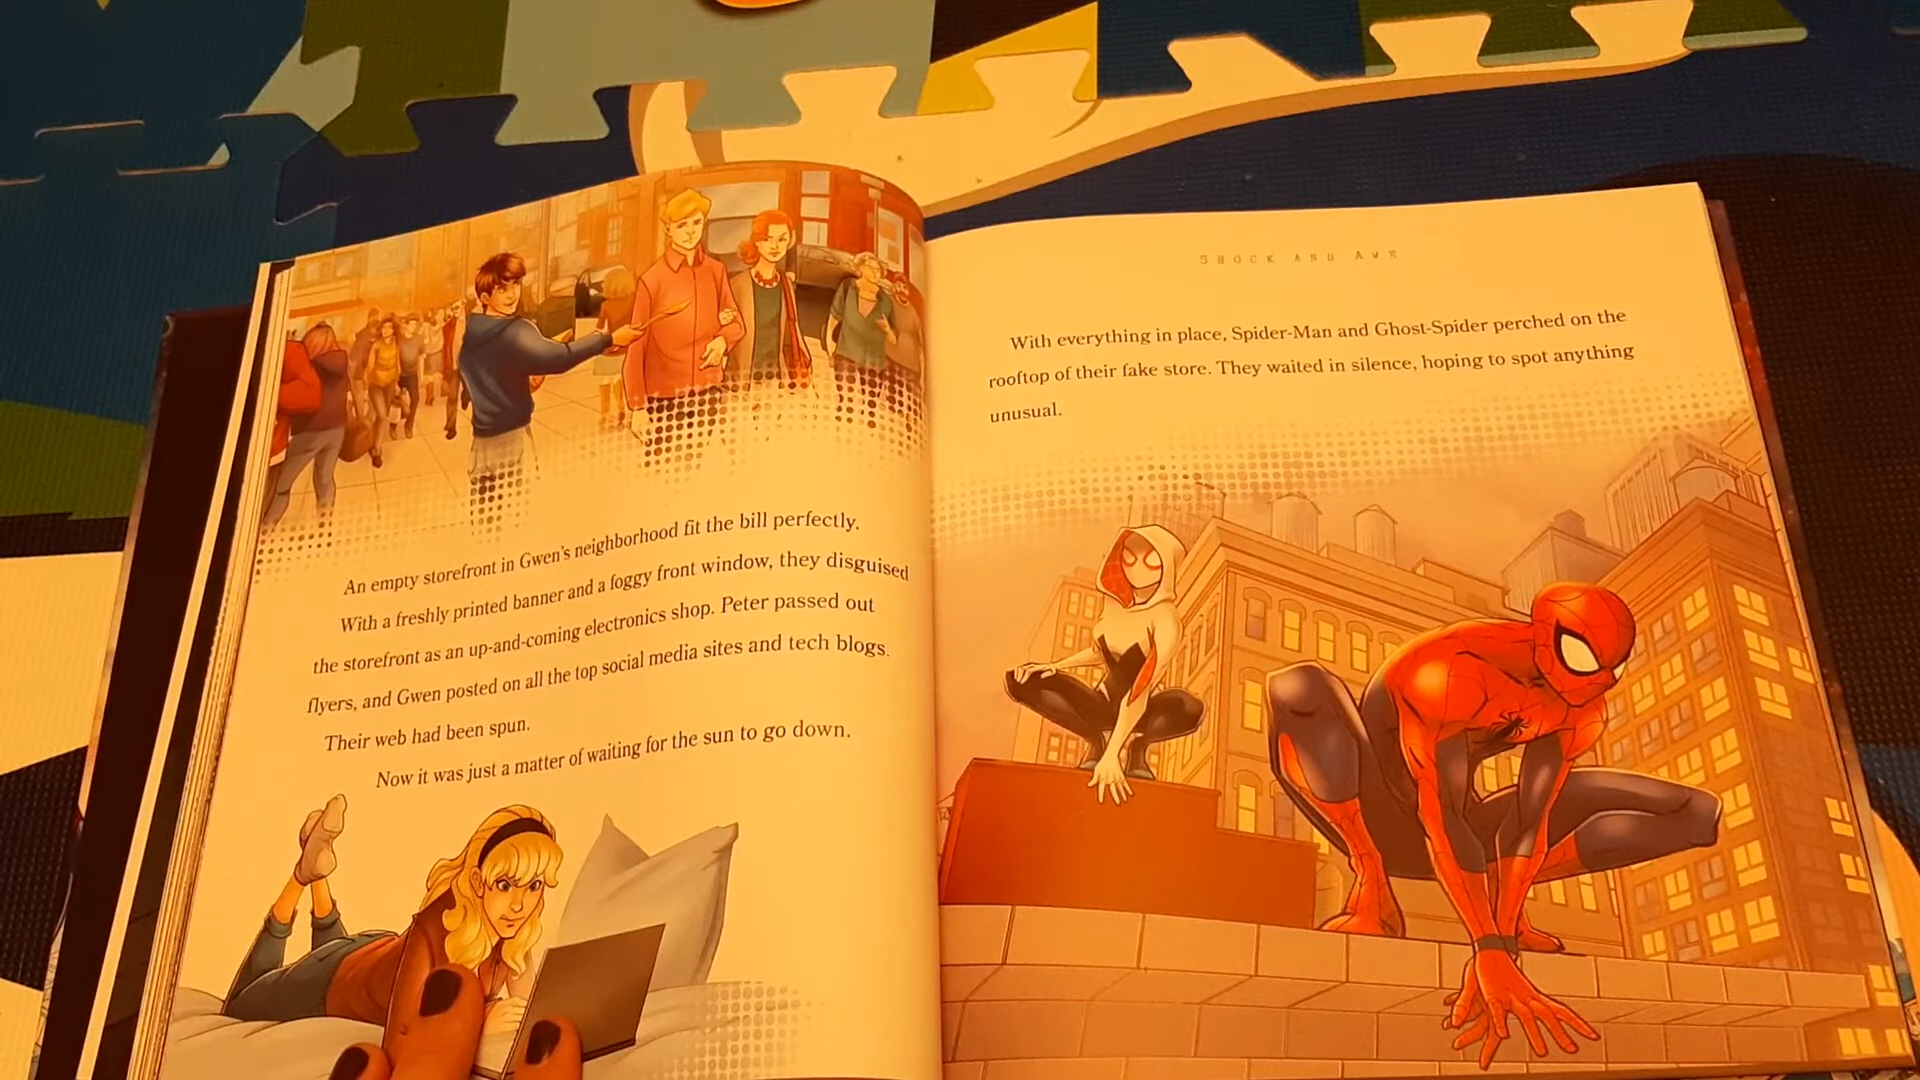 An empty storefront in Gwen's neighborhood fit the bill perfectly.
With a freshly printed banner and a foggy front window, they disguised
the storefront as an up-and-coming electronics shop. Peter passed out
flyers, and Gwen posted on all the top social media sites and tech blogs.
Their web had been spun.
Now it was just a matter of waiting for the sun to go down.
SHOCK AND AWE
With everything in place, Spider-Man and Ghost-Spider perched on the
rooftop of their fake store. They waited in silence, hoping to spot anything
unusual.